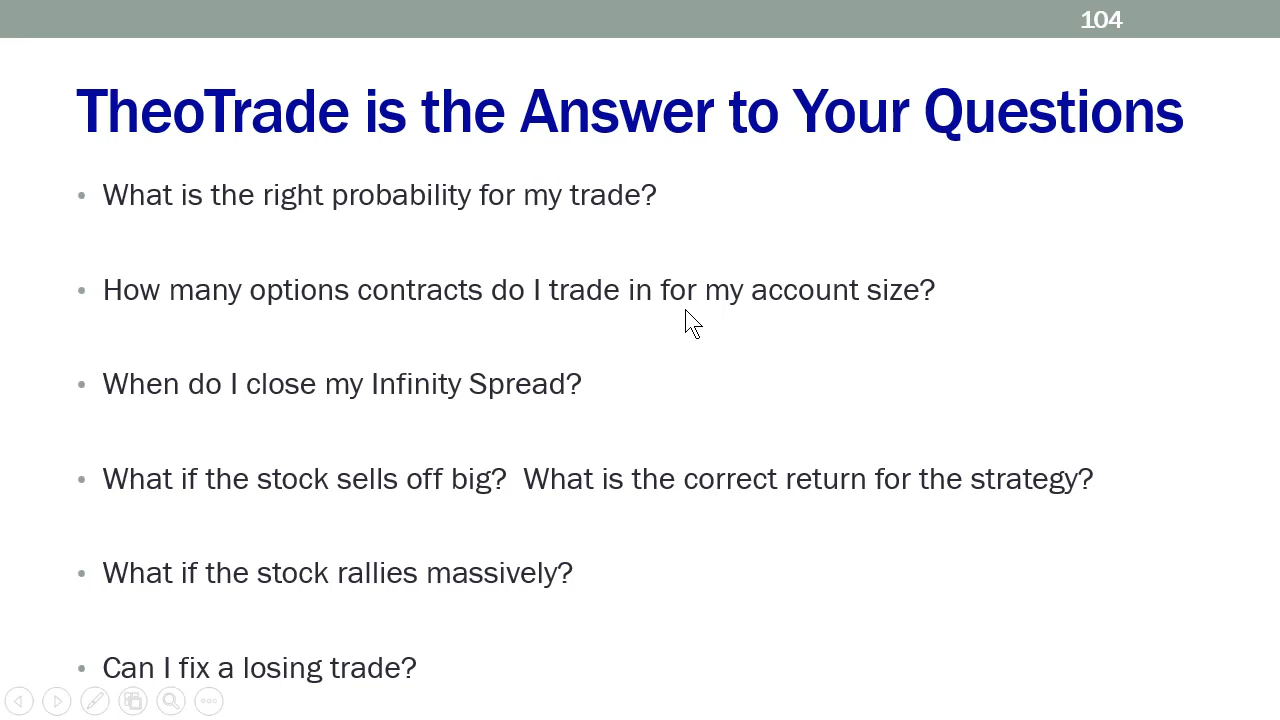 104
TheoTrade is the Answer to Your Questions
• What is the right probability for my trade?
• How many options contracts do I trade in for my account size?
• When do I close my Infinity Spread?
• What if the stock sells off big?  What is the correct return for the strategy?
• What if the stock rallies massively?
• Can I fix a losing trade?